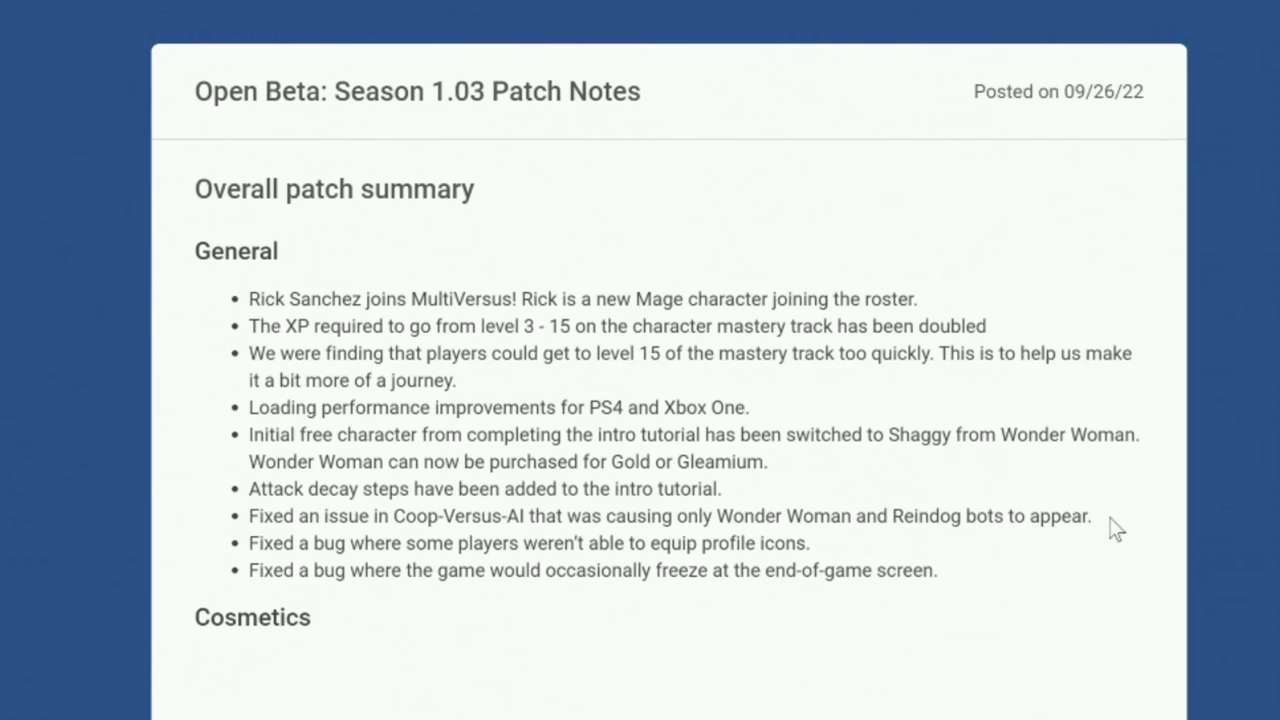 Open Beta: Season 1.03 Patch Notes
Posted on 09/26/22
Overall patch summary
General
• Rick Sanchez joins MultiVersus! Rick is a new Mage character joining the roster.
• The XP required to go from level 3 - 15 on the character mastery track has been doubled
• We were finding that players could get to level 15 of the mastery track too quickly. This is to help us make
it a bit more of a journey.
• Loading performance improvements for PS4 and Xbox One.
• Initial free character from completing the intro tutorial has been switched to Shaggy from Wonder Woman.
Wonder Woman can now be purchased for Gold or Gleamium.
• Attack decay steps have been added to the intro tutorial.
• Fixed an issue in Coop-Versus-AI that was causing only Wonder Woman and Reindog bots to appear.
• Fixed a bug where some players weren't able to equip profile icons.
• Fixed a bug where the game would occasionally freeze at the end-of-game screen.
Cosmetics